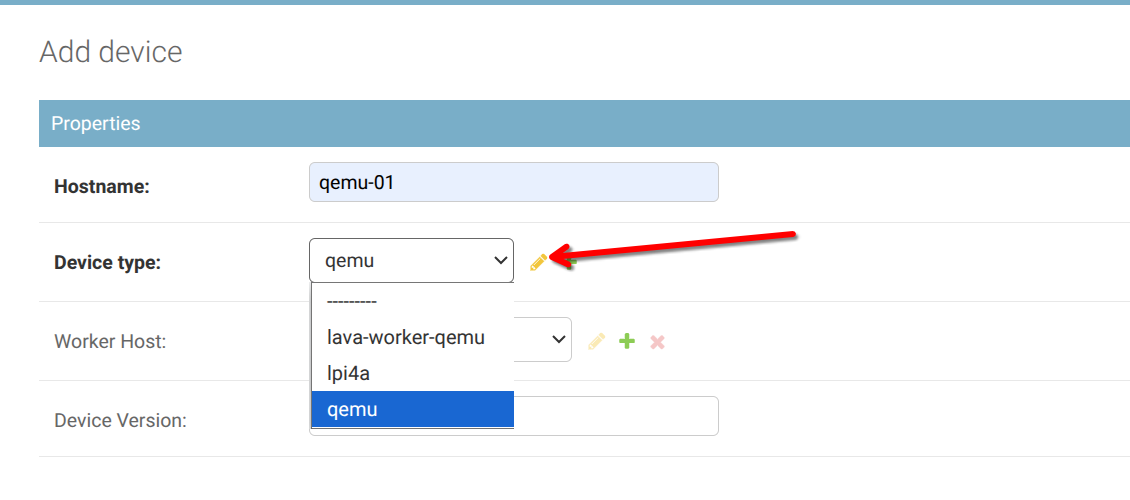 Add device
Properties
Hostname:
qemu-01
Device type:
qemu
---------
lava-worker-qemu
lpi4a
qemu
Worker Host:
Device Version: